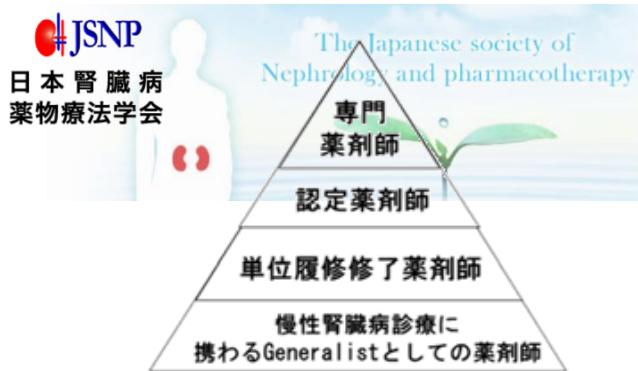 JSNP
日本腎臓病
薬物療法学会
The Japanese society of
Nephrology and pharmacotherapy
専門
薬剤師
認定薬剤師
単位履修修了薬剤師
慢性腎臓病診療に
携わるGeneralistとしての薬剤師